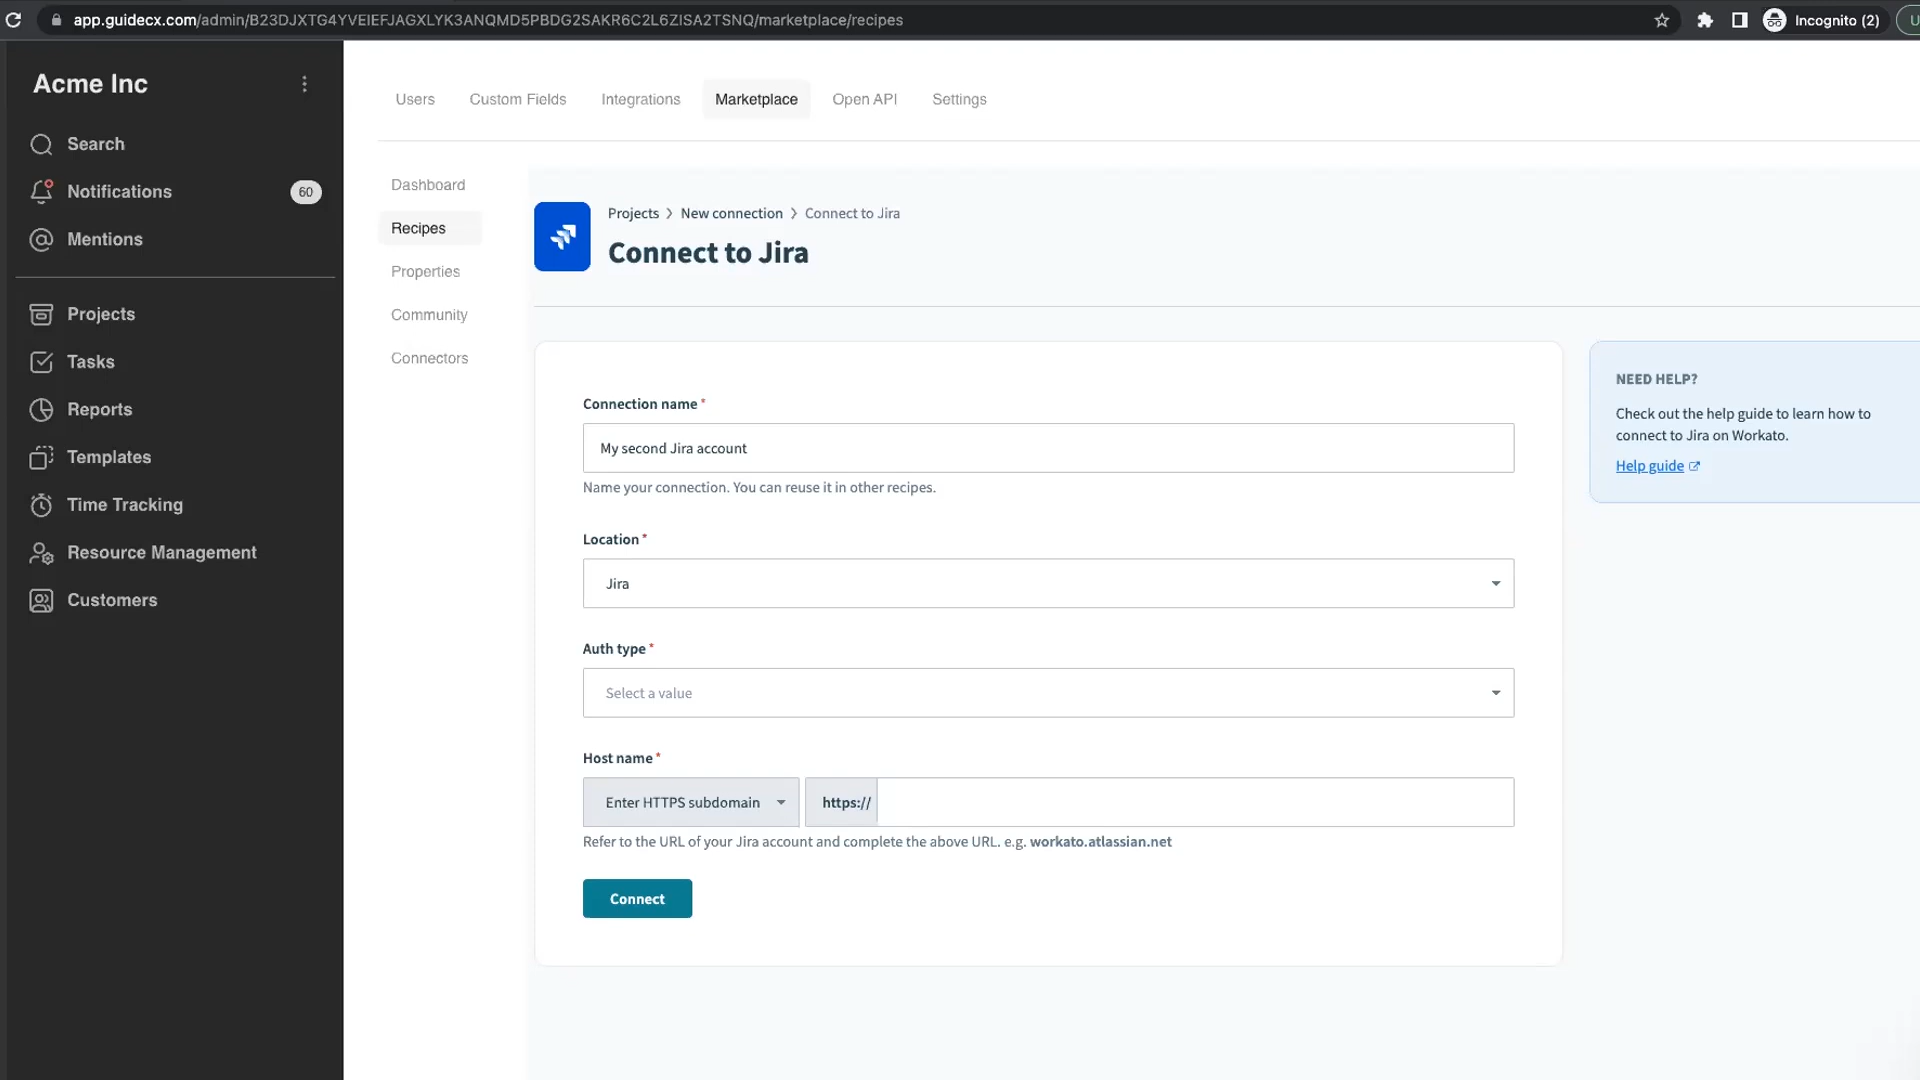 app.guidecx.com/admin/B23DJXTG4YVEIEFJAGXLYK3ANQMD5PBDG2SAKR6C2L6ZISA2TSNQ/marketplace/recipes
Incognito (2)
U
Acme Inc
Search
Notifications
60
Mentions
Projects
Tasks
Reports
Templates
Time Tracking
Resource Management
Customers
Users
Custom Fields
Integrations
Marketplace
Open API
Settings
Dashboard
Recipes
Properties
Community
Connectors
Projects > New connection > Connect to Jira
Connect to Jira
Connection name *
My second Jira account
Name your connection. You can reuse it in other recipes.
Location *
Jira
Auth type *
Select a value
Host name *
Enter HTTPS subdomain
https://
Refer to the URL of your Jira account and complete the above URL. e.g. workato.atlassian.net
Connect
NEED HELP?
Check out the help guide to learn how to
connect to Jira on Workato.
Help guide